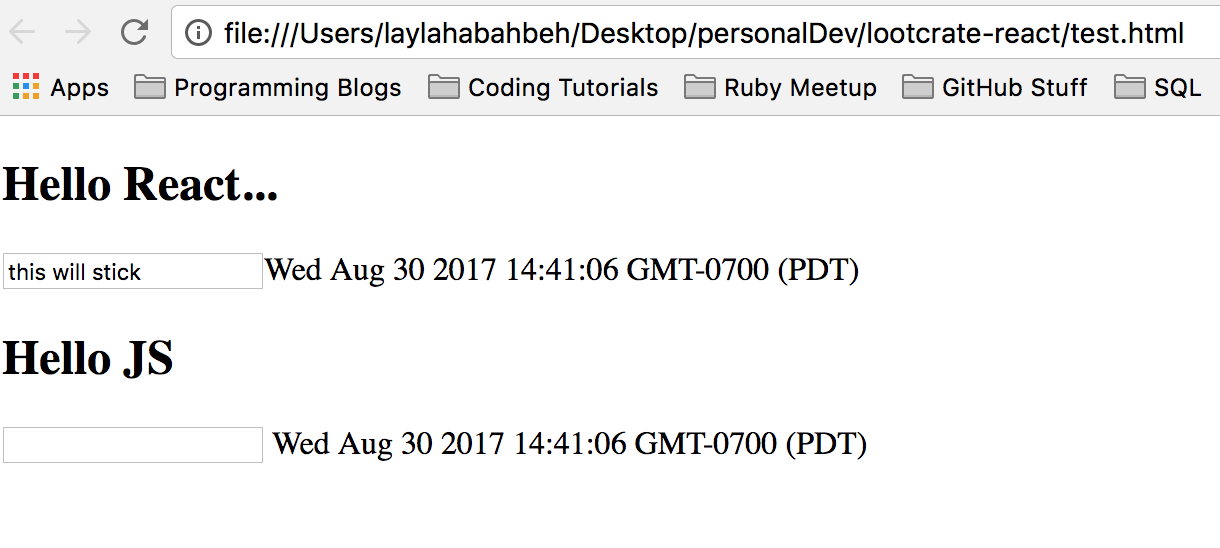 file:///Users/laylahabahbeh/Desktop/personalDev/lootcrate-react/test.html
Apps Programming Blogs Coding Tutorials Ruby Meetup GitHub Stuff SQL
Hello React...
this will stick Wed Aug 30 2017 14:41:06 GMT-0700 (PDT)
Hello JS
Wed Aug 30 2017 14:41:06 GMT-0700 (PDT)